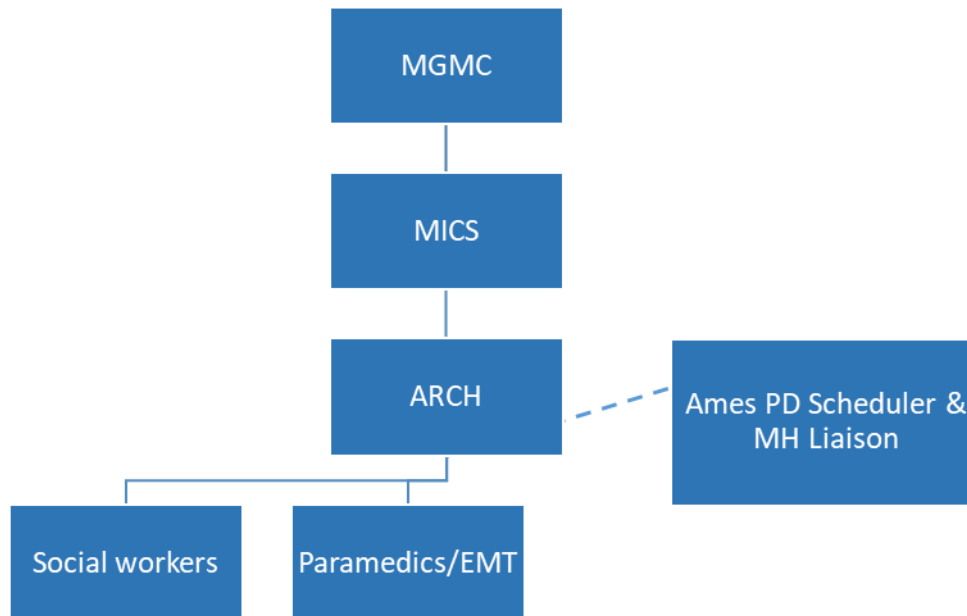 MGMC
MICS
ARCH
Ames PD Scheduler &
MH Liaison
Social workers
Paramedics/EMT